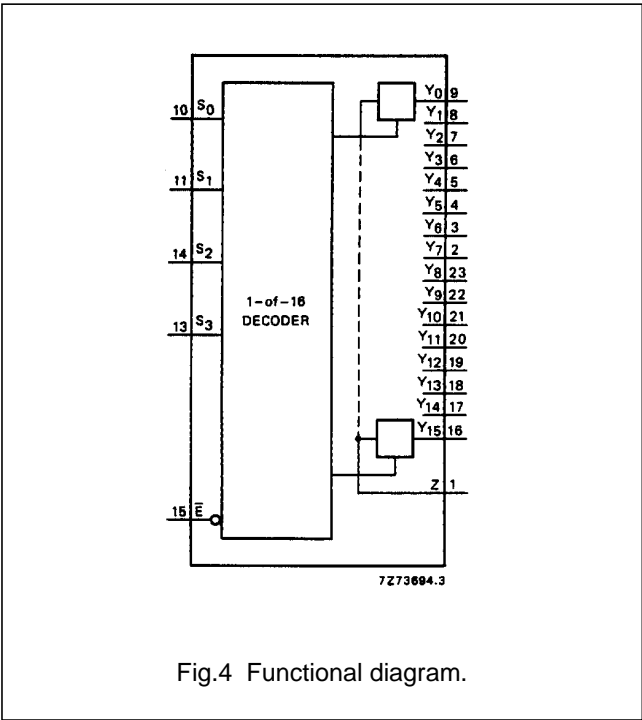 10 S0
11 S1
14 S2
13 S3
15 E̅
1-of-16
DECODER
Y0 9
Y1 8
Y2 7
Y3 6
Y4 5
Y5 4
Y6 3
Y7 2
Y8 23
Y9 22
Y10 21
Y11 20
Y12 19
Y13 18
Y14 17
Y15 16
Z 1
7Z73694.3
Fig.4 Functional diagram.